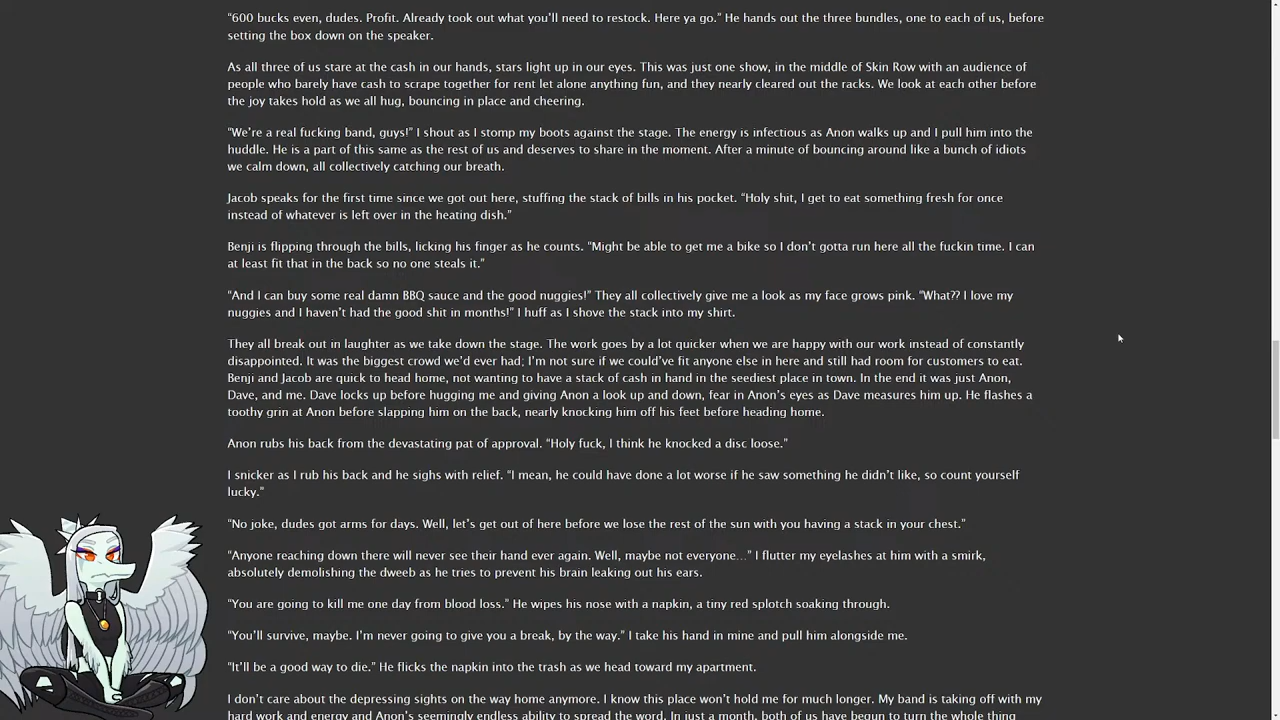 “600 bucks even, dudes. Profit. Already took out what you’ll need to restock. Here ya go.” He hands out the three bundles, one to each of us, before
setting the box down on the speaker.
As all three of us stare at the cash in our hands, stars light up in our eyes. This was just one show, in the middle of Skin Row with an audience of
people who barely have cash to scrape together for rent let alone anything fun, and they nearly cleared out the racks. We look at each other before
the joy takes hold as we all hug, bouncing in place and cheering.
“We’re a real fucking band, guys!” I shout as I stomp my boots against the stage. The energy is infectious as Anon walks up and I pull him into the
huddle. He is a part of this same as the rest of us and deserves to share in the moment. After a minute of bouncing around like a bunch of idiots
we calm down, all collectively catching our breath.
Jacob speaks for the first time since we got out here, stuffing the stack of bills in his pocket. “Holy shit, I get to eat something fresh for once
instead of whatever is left over in the heating dish.”
Benji is flipping through the bills, licking his finger as he counts. “Might be able to get me a bike so I don’t gotta run here all the fuckin time. I can
at least fit that in the back so no one steals it.”
“And I can buy some real damn BBQ sauce and the good nuggies!” They all collectively give me a look as my face grows pink. “What?? I love my
nuggies and I haven’t had the good shit in months!” I huff as I shove the stack into my shirt.
They all break out in laughter as we take down the stage. The work goes by a lot quicker when we are happy with our work instead of constantly
disappointed. It was the biggest crowd we’d ever had; I’m not sure if we could’ve fit anyone else in here and still had room for customers to eat.
Benji and Jacob are quick to head home, not wanting to have a stack of cash in hand in the seediest place in town. In the end it was just Anon,
Dave, and me. Dave locks up before hugging me and giving Anon a look up and down, fear in Anon’s eyes as Dave measures him up. He flashes a
toothy grin at Anon before slapping him on the back, nearly knocking him off his feet before heading home.
Anon rubs his back from the devastating pat of approval. “Holy fuck, I think he knocked a disc loose.”
I snicker as I rub his back and he sighs with relief. “I mean, he could have done a lot worse if he saw something he didn’t like, so count yourself
lucky.”
“No joke, dudes got arms for days. Well, let’s get out of here before we lose the rest of the sun with you having a stack in your chest.”
“Anyone reaching down there will never see their hand ever again. Well, maybe not everyone…” I flutter my eyelashes at him with a smirk,
absolutely demolishing the dweeb as he tries to prevent his brain leaking out his ears.
“You are going to kill me one day from blood loss.” He wipes his nose with a napkin, a tiny red splotch soaking through.
“You’ll survive, maybe. I’m never going to give you a break, by the way.” I take his hand in mine and pull him alongside me.
“It’ll be a good way to die.” He flicks the napkin into the trash as we head toward my apartment.
I don’t care about the depressing sights on the way home anymore. I know this place won’t hold me for much longer. My band is taking off with my
hard work and energy and Anon’s seemingly endless ability to spread the word. In just a month, both of us have begun to turn the whole thing